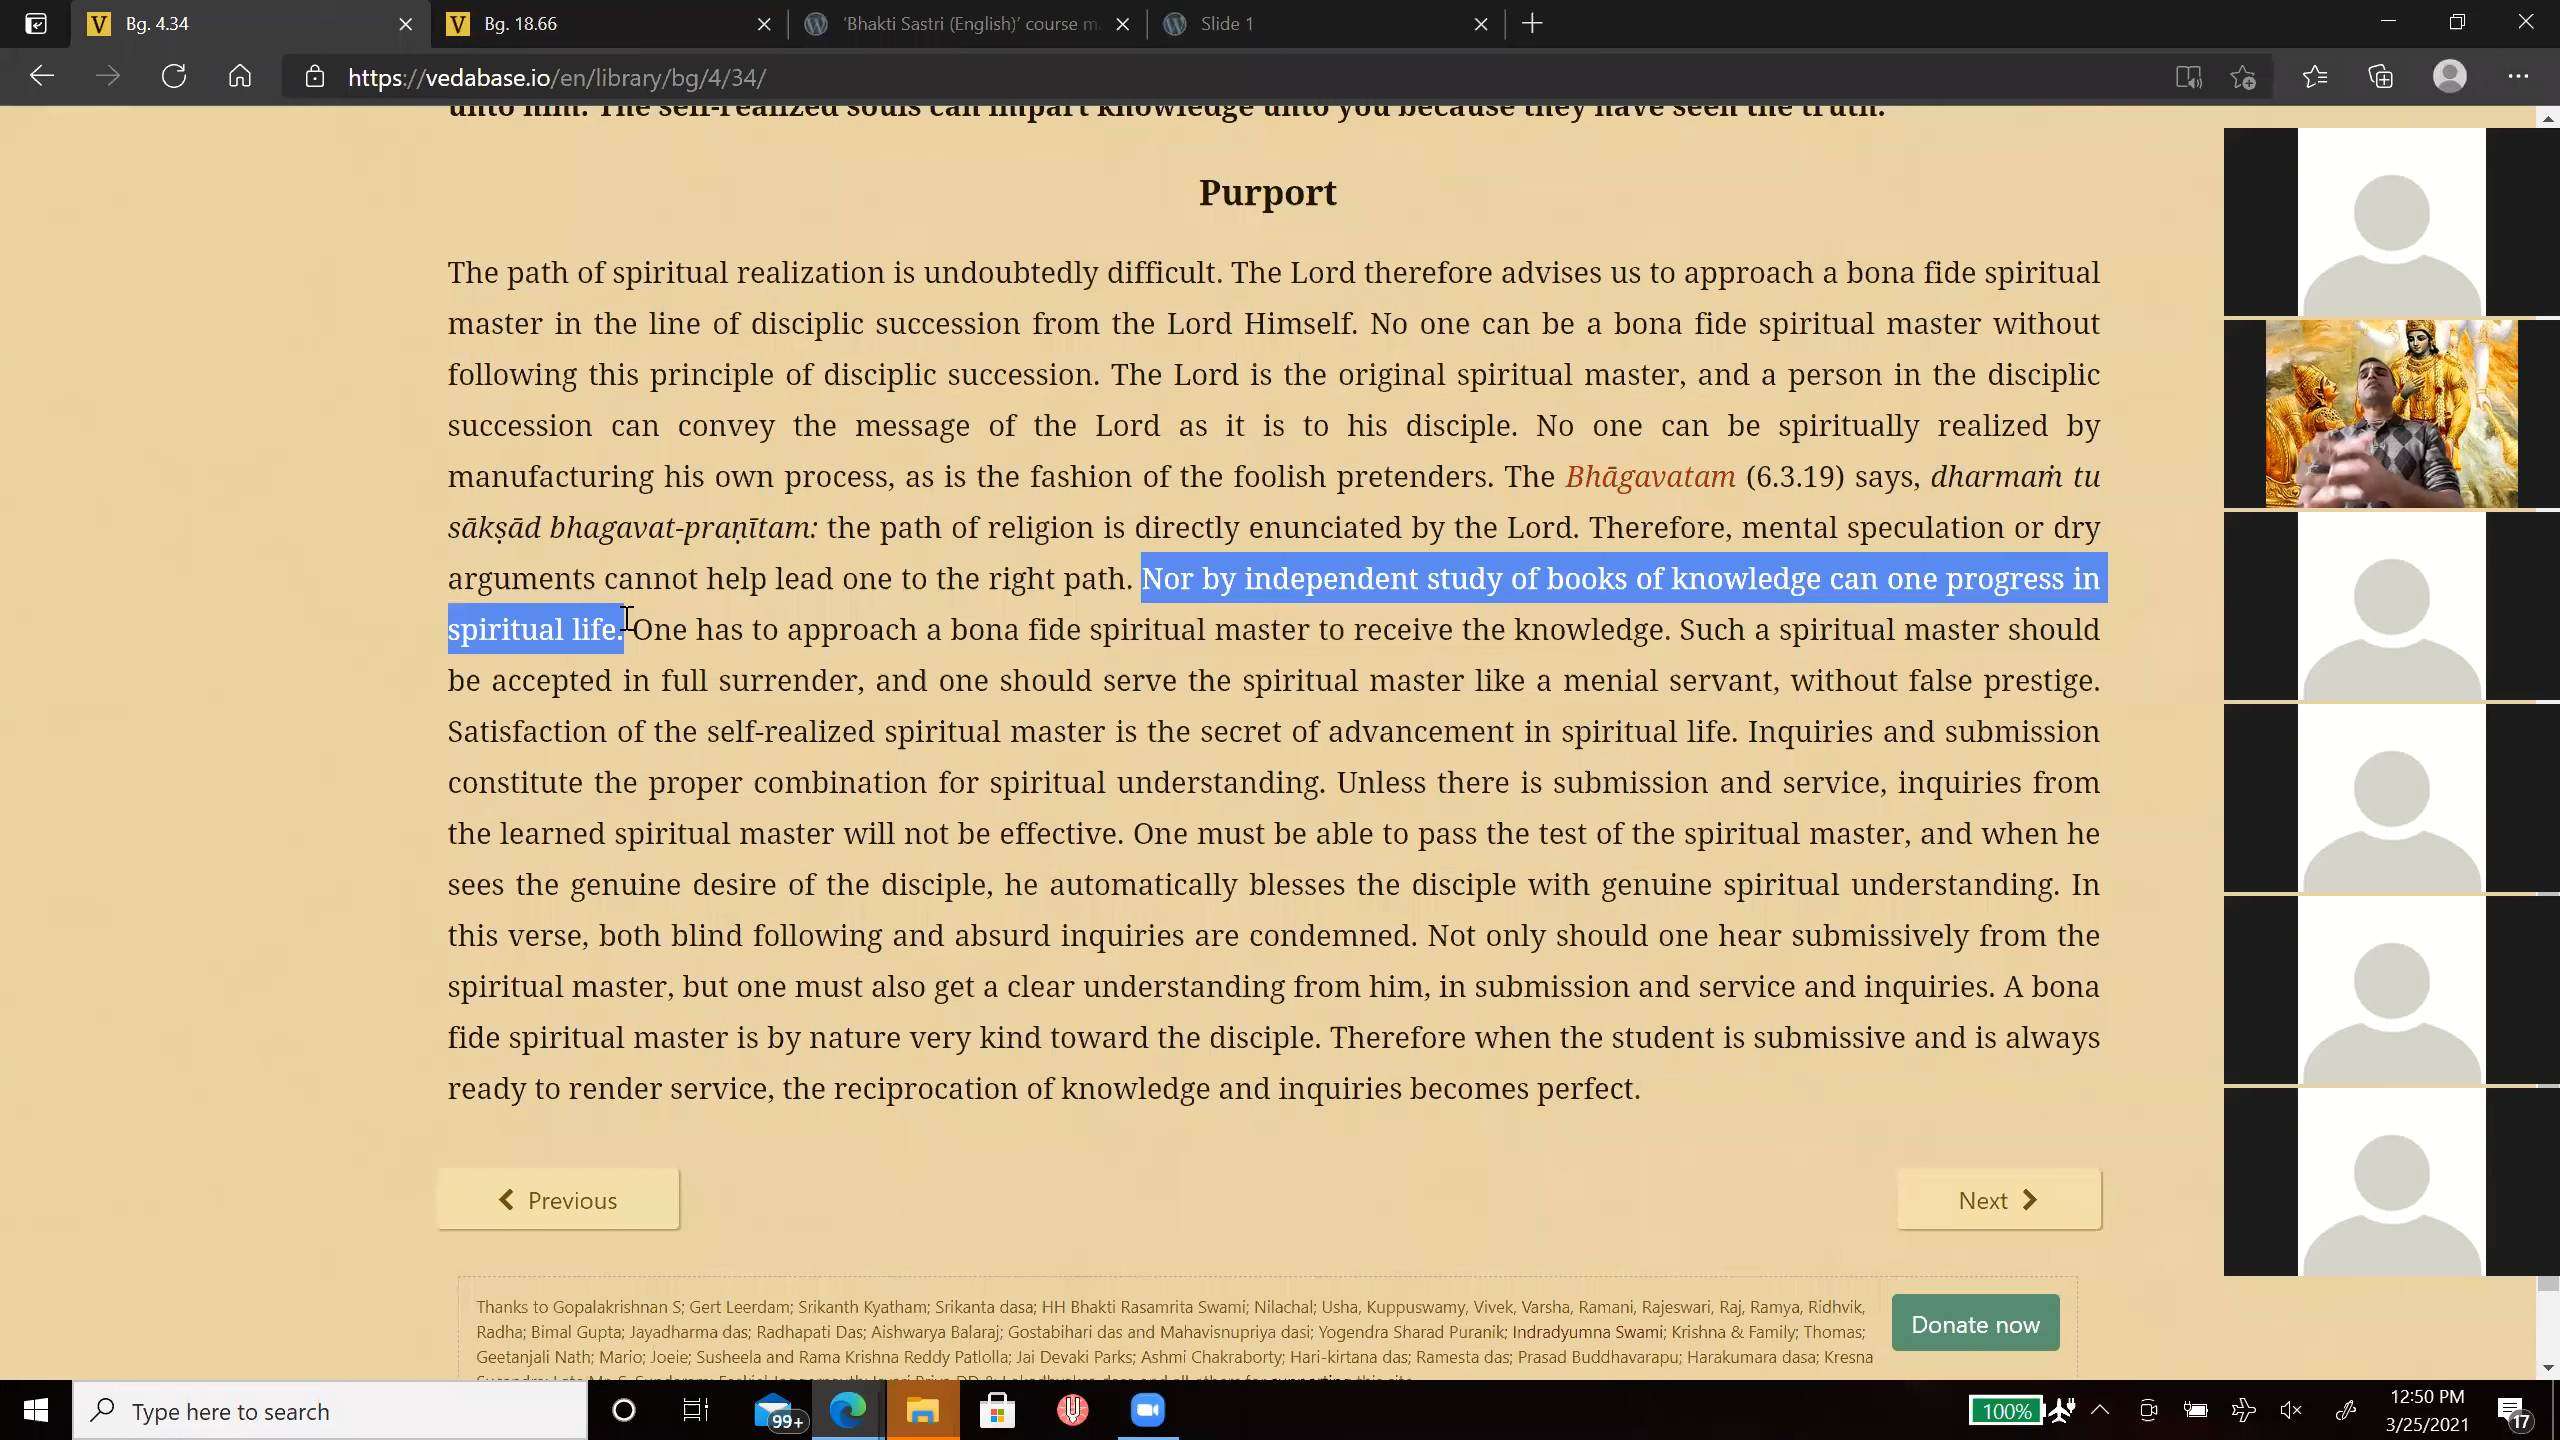 Bg. 4.34
Bg. 18.66
'Bhakti Sastri (English)' course m
Slide 1
https://vedabase.io/en/library/bg/4/34/
unto him. The self-realized souls can impart knowledge unto you because they have seen the truth.
Purport
The path of spiritual realization is undoubtedly difficult. The Lord therefore advises us to approach a bona fide spiritual
master in the line of disciplic succession from the Lord Himself. No one can be a bona fide spiritual master without
following this principle of disciplic succession. The Lord is the original spiritual master, and a person in the disciplic
succession can convey the message of the Lord as it is to his disciple. No one can be spiritually realized by
manufacturing his own process, as is the fashion of the foolish pretenders. The Bhāgavatam (6.3.19) says, dharmaṁ tu
sākṣād bhagavat-praṇītam: the path of religion is directly enunciated by the Lord. Therefore, mental speculation or dry
arguments cannot help lead one to the right path. Nor by independent study of books of knowledge can one progress in
spiritual life. One has to approach a bona fide spiritual master to receive the knowledge. Such a spiritual master should
be accepted in full surrender, and one should serve the spiritual master like a menial servant, without false prestige.
Satisfaction of the self-realized spiritual master is the secret of advancement in spiritual life. Inquiries and submission
constitute the proper combination for spiritual understanding. Unless there is submission and service, inquiries from
the learned spiritual master will not be effective. One must be able to pass the test of the spiritual master, and when he
sees the genuine desire of the disciple, he automatically blesses the disciple with genuine spiritual understanding. In
this verse, both blind following and absurd inquiries are condemned. Not only should one hear submissively from the
spiritual master, but one must also get a clear understanding from him, in submission and service and inquiries. A bona
fide spiritual master is by nature very kind toward the disciple. Therefore when the student is submissive and is always
ready to render service, the reciprocation of knowledge and inquiries becomes perfect.
Previous
Next
Thanks to Gopalakrishnan S; Gert Leerdam; Srikanth Kyatham; Srikanta dasa; HH Bhakti Rasamrita Swami; Nilachal; Usha, Kuppuswamy, Vivek, Varsha, Ramani, Rajeswari, Raj, Ramya, Ridhvik,
Radha; Bimal Gupta; Jayadharma das; Radhapati Das; Aishwarya Balaraj; Gostabihari das and Mahavisnupriya dasi; Yogendra Sharad Puranik; Indradyumna Swami; Krishna & Family; Thomas;
Geetanjali Nath; Mario; Joeie; Susheela and Rama Krishna Reddy Patlolla; Jai Devaki Parks; Ashmi Chakraborty; Hari-kirtana das; Ramesta das; Prasad Buddhavarapu; Harakumara dasa; Kresna
Donate now
Type here to search
99+
100%
12:50 PM
3/25/2021
17